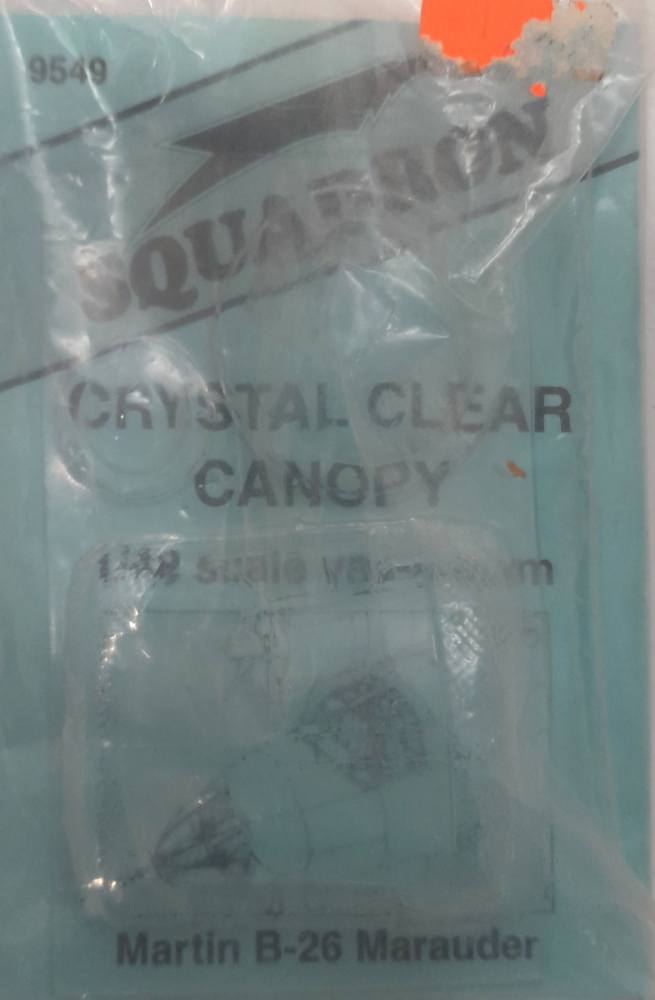 9549
SQUADRON
CRYSTAL CLEAR
CANOPY
scale
Martin B-26 Marauder